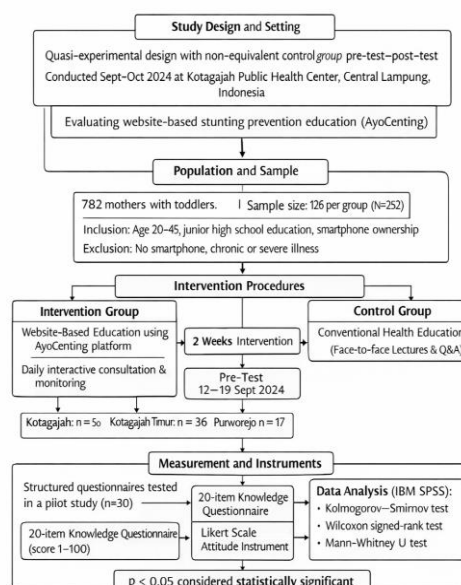 Study Design and Setting
Quasi-experimental design with non-equivalent control group pre-test–post-test
Conducted Sept-Oct 2024 at Kotagajah Public Health Center, Central Lampung,
Indonesia
Evaluating website-based stunting prevention education (AyoCenting)
Population and Sample
782 mothers with toddlers. | Sample size: 126 per group (N=252)
Inclusion: Age 20–45, junior high school education, smartphone ownership
Exclusion: No smartphone, chronic or severe illness
Intervention Procedures
Intervention Group
Website-Based Education using
AyoCenting platform
Daily interactive consultation &
monitoring
2 Weeks Intervention
Control Group
Conventional Health Education
(Face-to-face Lectures & Q&A)
Pre-Test
12–19 Sept 2024
Kotagajah: n = 50 Kotagajah Timur: n = 36 Purworejo n = 17
Measurement and Instruments
Structured questionnaires tested
in a pilot study (n=30)
20-item Knowledge Questionnaire
(score 1–100)
20-item Knowledge
Questionnaire
Likert Scale
Attitude Instrument
Data Analysis (IBM SPSS):
• Kolmogorov–Smirnov test
• Wilcoxon signed-rank test
• Mann–Whitney U test
p < 0.05 considered statistically significant